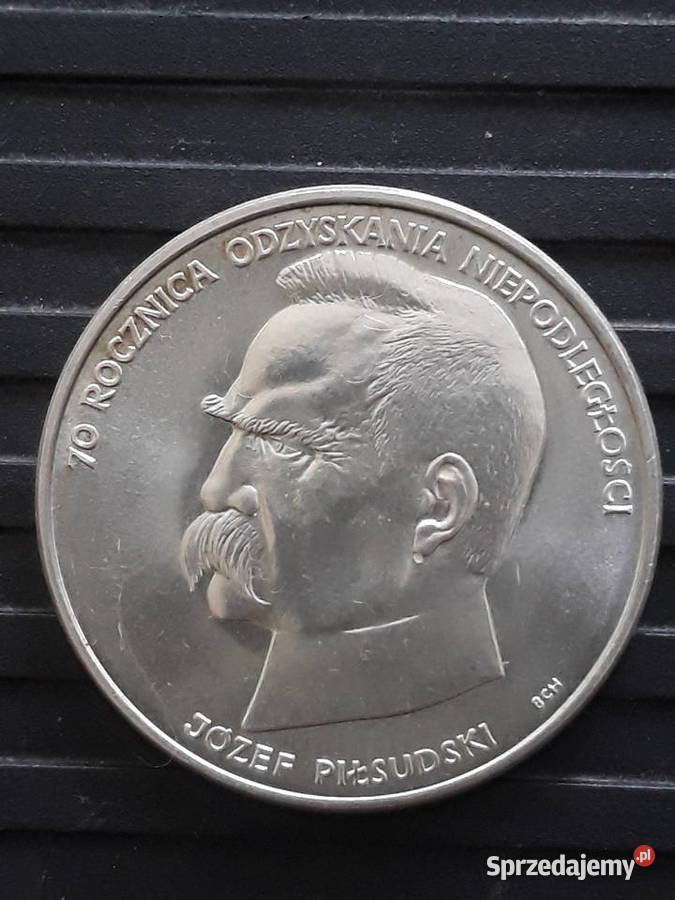 70 ROCZNICA ODZYSKANIA NIEPODLEGŁOŚCI
BCH
JÓZEF PIŁSUDSKI
Sprzedajemy.pl